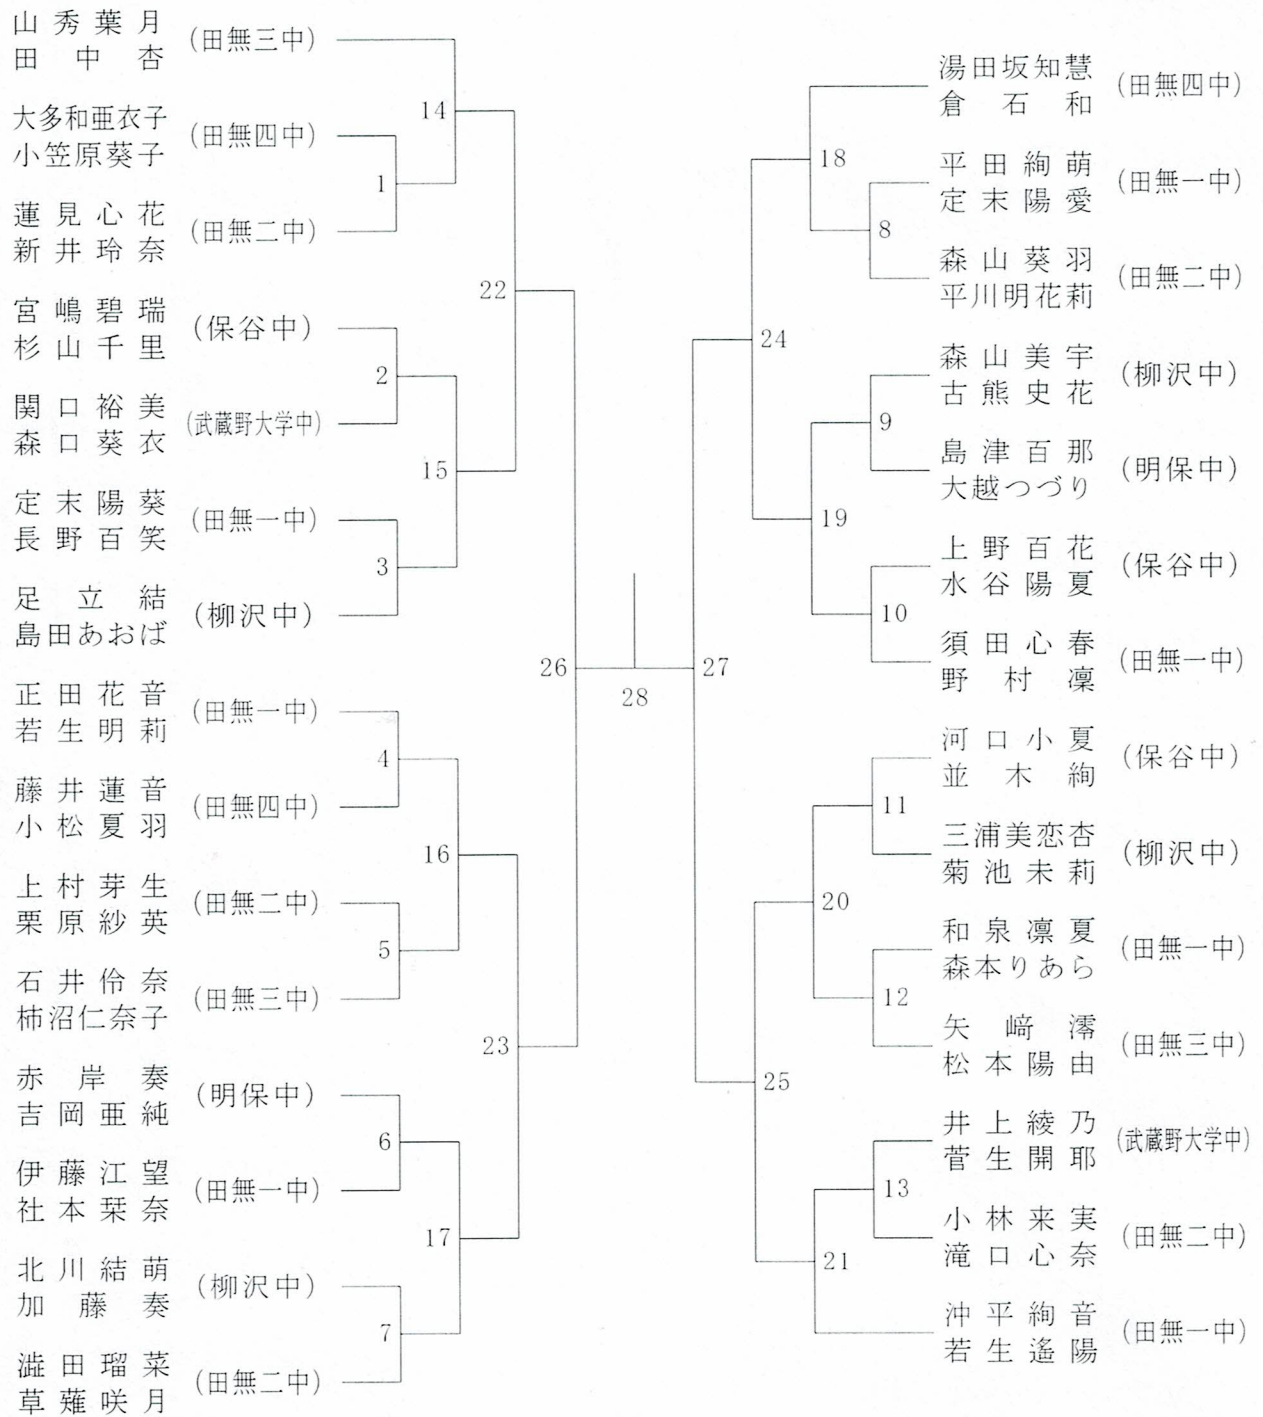 山秀葉月
田中杏
(田無三中)
大多和亜衣子
小笠原葵子
(田無四中)
蓮見心花
新井玲奈
(田無二中)
宮嶋碧瑞
杉山千里
(保谷中)
関口裕美
森口葵衣
(武蔵野大学中)
定末陽葵
長野百笑
(田無一中)
足立結
島田あおば
(柳沢中)
正田花音
若生明莉
(田無一中)
藤井蓮音
小松夏羽
(田無四中)
上村芽生
栗原紗英
(田無二中)
石井伶奈
柿沼仁奈子
(田無三中)
赤岸奏
吉岡亜純
(明保中)
伊藤江望
社本栞奈
(田無一中)
北川結萌
加藤奏
(柳沢中)
澁田瑠菜
草薙咲月
(田無二中)
14
1
22
2
15
3
26
4
16
5
23
6
17
7
28
27
18
8
24
9
19
10
11
20
12
25
13
21
湯田坂知慧
倉石和
(田無四中)
平田絢萌
定末陽愛
(田無一中)
森山葵羽
平川明花莉
(田無二中)
森山美宇
古熊史花
(柳沢中)
島津百那
大越つづり
(明保中)
上野百花
水谷陽夏
(保谷中)
須田心春
野村凜
(田無一中)
河口小夏
並木絢
(保谷中)
三浦美恋杏
菊池未莉
(柳沢中)
和泉凛夏
森本りあら
(田無一中)
矢﨑澪
松本陽由
(田無三中)
井上綾乃
菅生開耶
(武蔵野大学中)
小林来実
滝口心奈
(田無二中)
沖平絢音
若生遙陽
(田無一中)